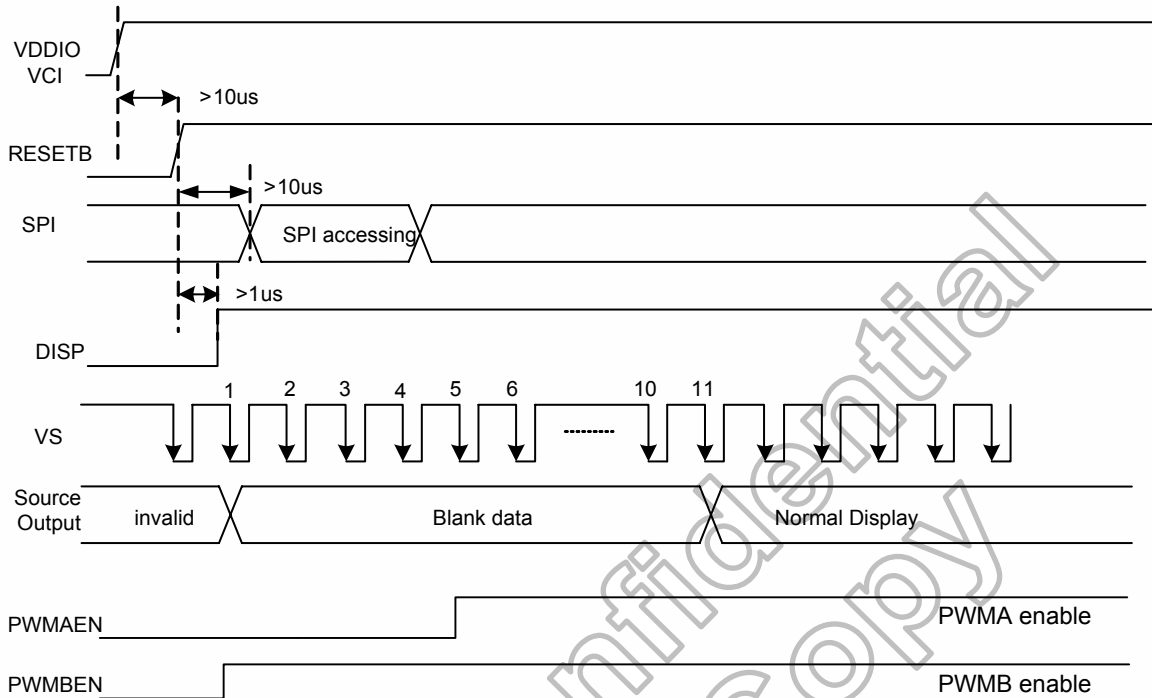 VDDIO
VCI
>10us
RESETB
>10us
SPI
SPI accessing
>1us
DISP
1 2 3 4 5 6 10 11
VS
Source
Output
invalid
Blank data
Normal Display
PWMAEN
PWMA enable
PWMBEN
PWMB enable